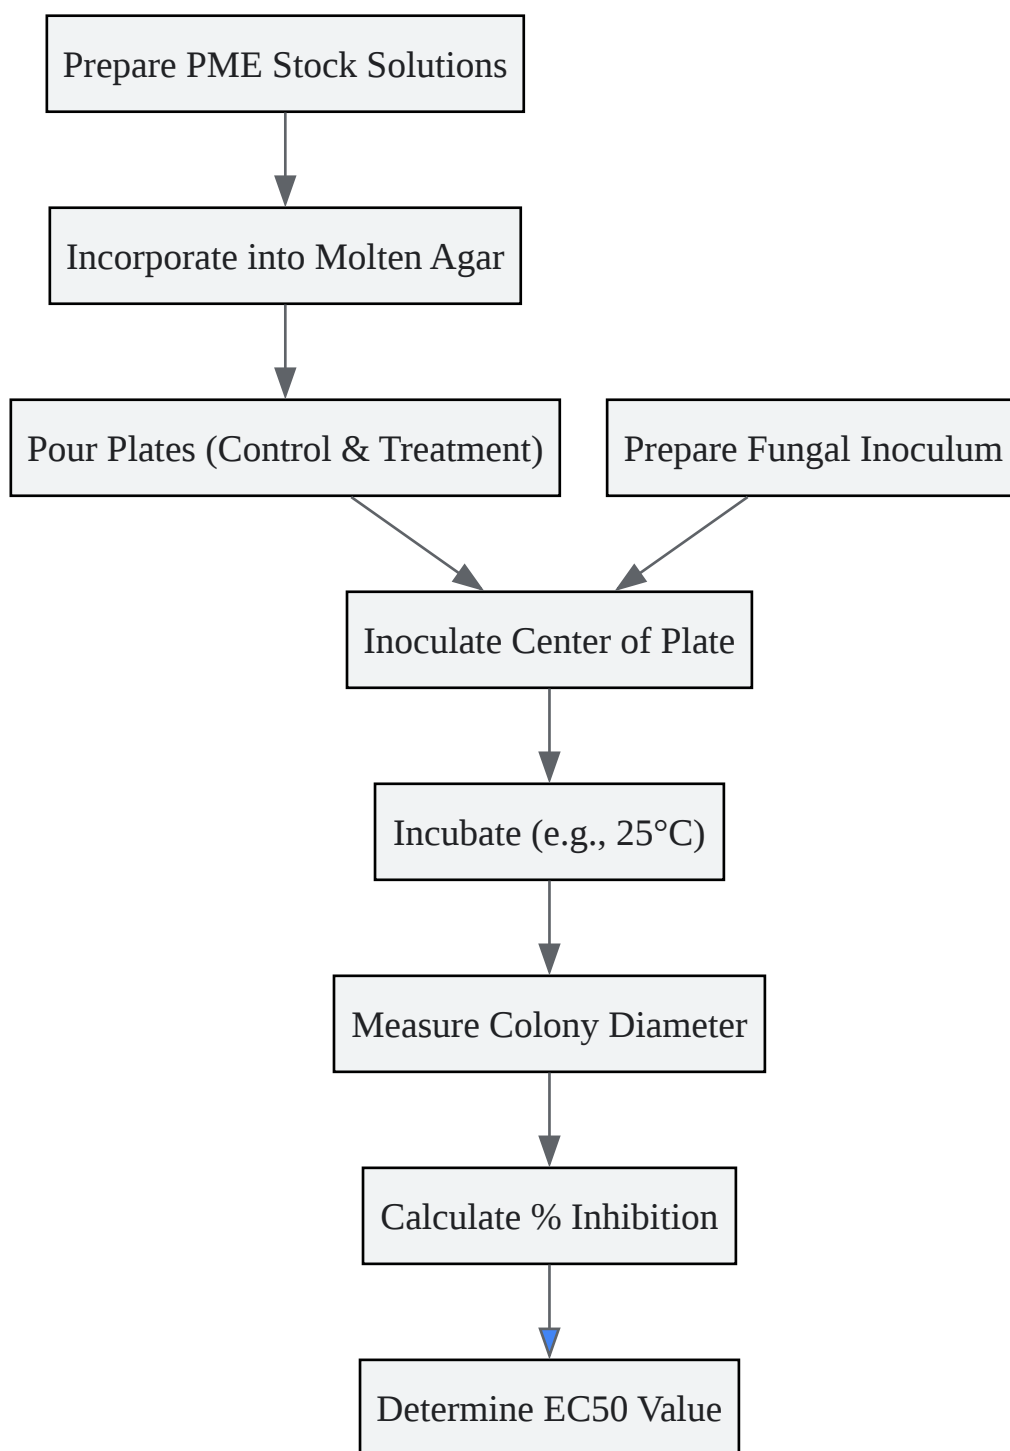 Prepare PME Stock Solutions
Incorporate into Molten Agar
Pour Plates (Control & Treatment)
Prepare Fungal Inoculum
Inoculate Center of Plate
Incubate (e.g., 25°C)
Measure Colony Diameter
Calculate % Inhibition
Determine EC50 Value